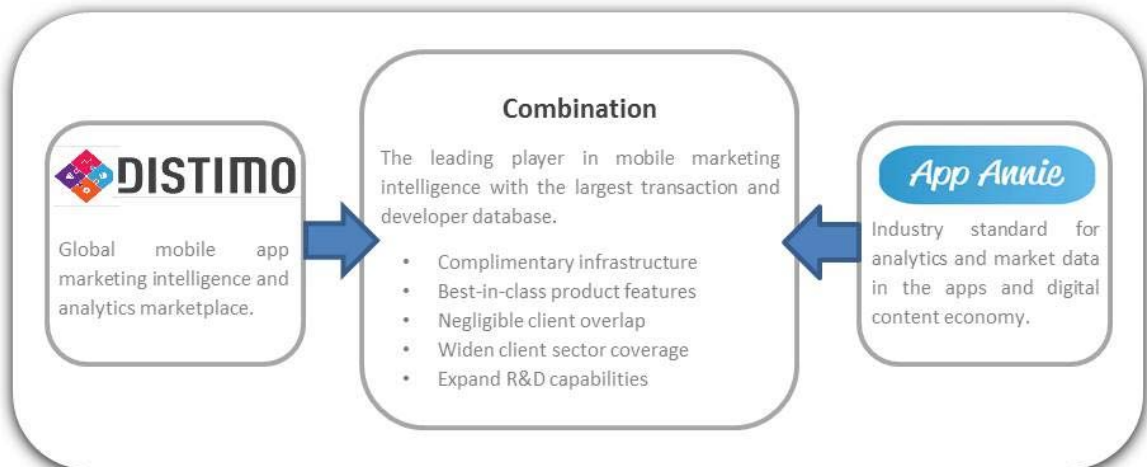 DISTIMO
Global mobile app
marketing intelligence and
analytics marketplace.
Combination
The leading player in mobile marketing
intelligence with the largest transaction and
developer database.
• Complimentary infrastructure
• Best-in-class product features
• Negligible client overlap
• Widen client sector coverage
• Expand R&D capabilities
App Annie
Industry standard for
analytics and market data
in the apps and digital
content economy.